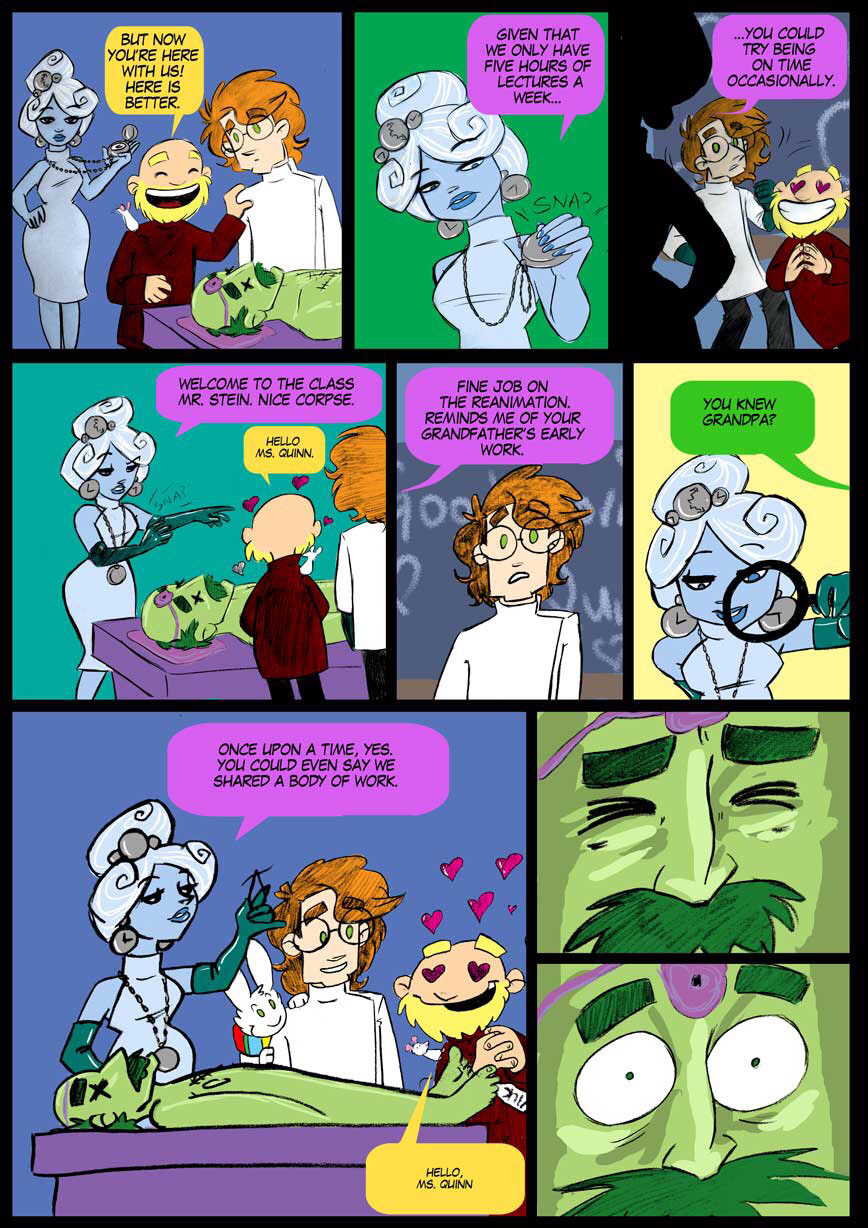 BUT NOW
YOU'RE HERE
WITH US!
HERE IS
BETTER.
GIVEN THAT
WE ONLY HAVE
FIVE HOURS OF
LECTURES A
WEEK...
SNAP
...YOU COULD
TRY BEING
ON TIME
OCCASIONALLY.
WELCOME TO THE CLASS
MR. STEIN. NICE CORPSE.
HELLO
MS. QUINN.
SNAP
FINE JOB ON
THE REANIMATION.
REMINDS ME OF YOUR
GRANDFATHER'S EARLY
WORK.
YOU KNEW
GRANDPA?
ONCE UPON A TIME, YES.
YOU COULD EVEN SAY WE
SHARED A BODY OF WORK.
HELLO,
MS. QUINN